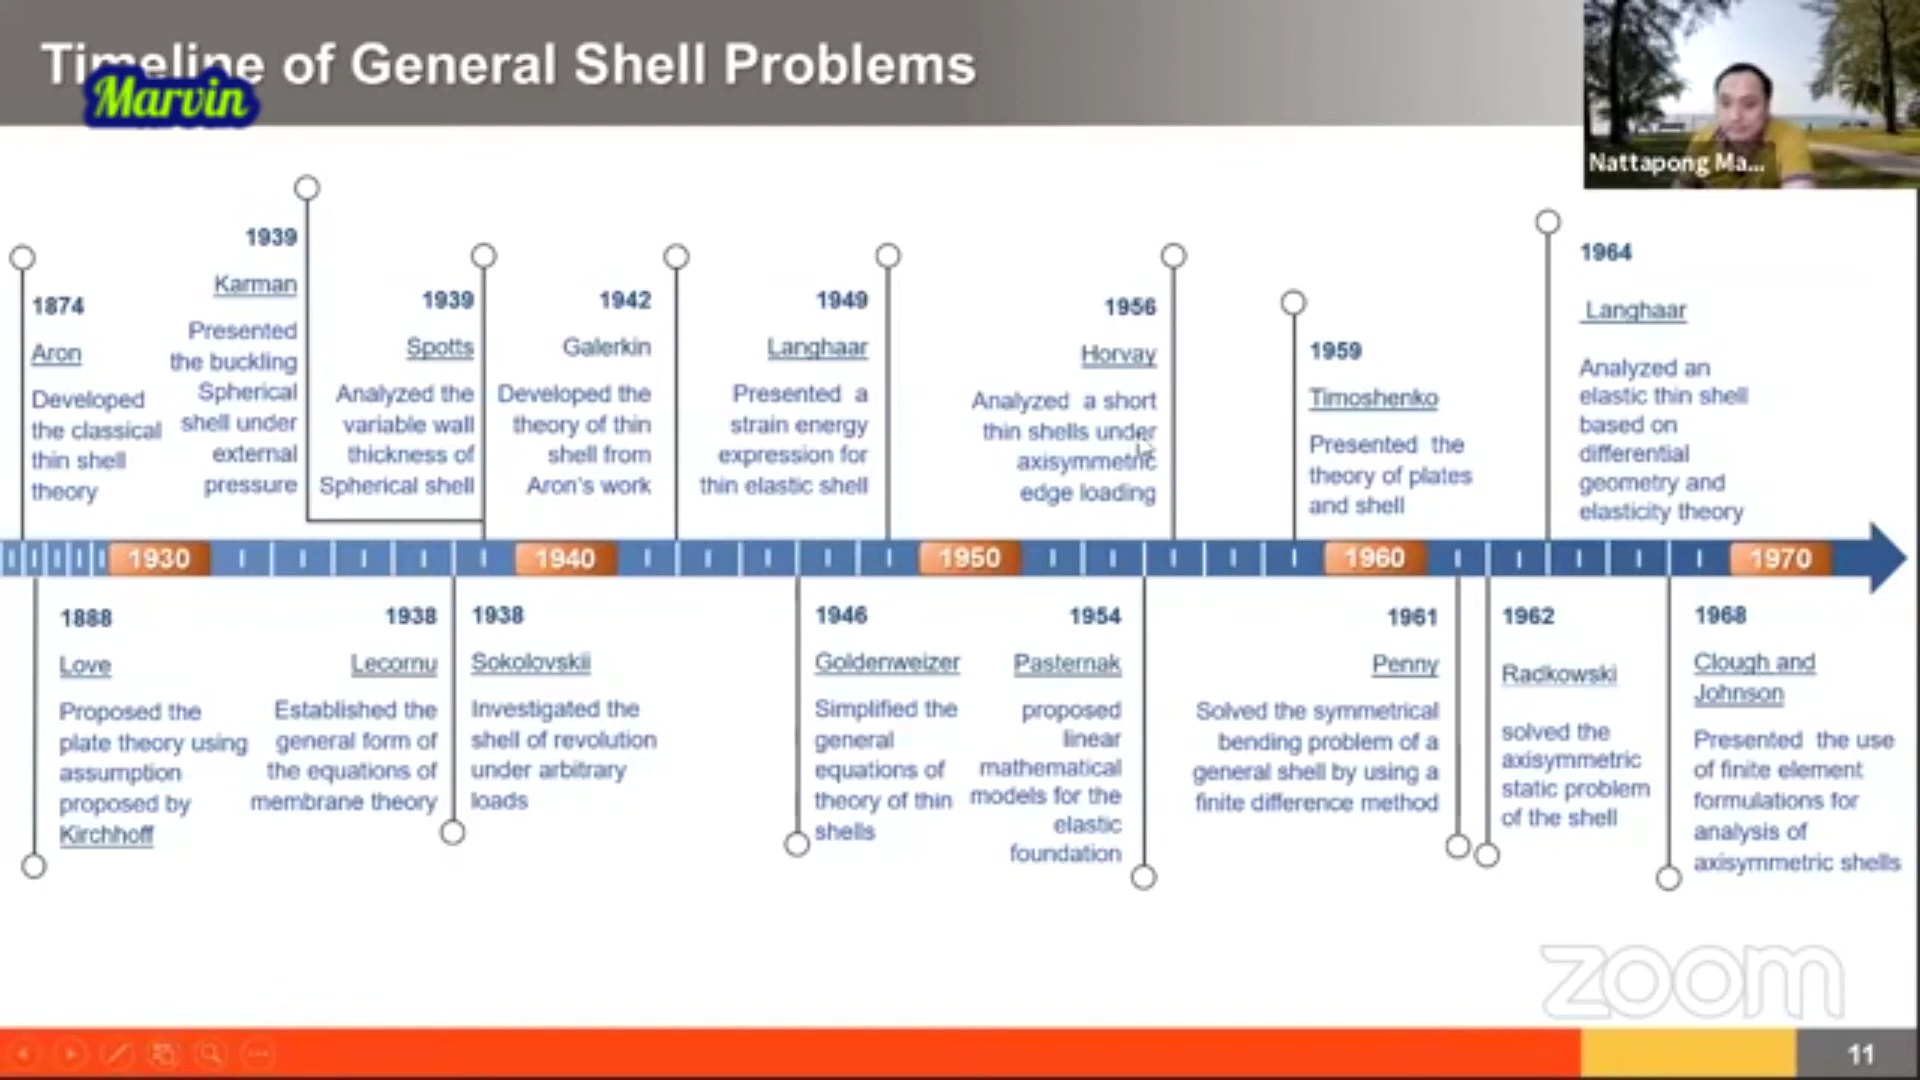 Timeline of General Shell Problems
Marvin
Nattapong Ma...
1874
Aron
Developed
the classical
thin shell
theory
1939
Karman
Presented
the buckling
Spherical
shell under
external
pressure
1939
Spotts
Analyzed the
variable wall
thickness of
Spherical shell
1942
Galerkin
Developed the
theory of thin
shell from
Aron's work
1949
Langhaar
Presented a
strain energy
expression for
thin elastic shell
1956
Horvay
Analyzed a short
thin shells under
axisymmetric
edge loading
1959
Timoshenko
Presented the
theory of plates
and shell
1964
Langhaar
Analyzed an
elastic thin shell
based on
differential
geometry and
elasticity theory
1930
1940
1950
1960
1970
1888
Love
Proposed the
plate theory using
assumption
proposed by
Kirchhoff
1938
Lecornu
Established the
general form of
the equations of
membrane theory
1938
Sokolovskii
Investigated the
shell of revolution
under arbitrary
loads
1946
Goldenweizer
Simplified the
general
equations of
theory of thin
shells
1954
Pasternak
proposed
linear
mathematical
models for the
elastic
foundation
1961
Penny
Solved the symmetrical
bending problem of a
general shell by using a
finite difference method
1962
Radkowski
solved the
axisymmetric
static problem
of the shell
1968
Clough and
Johnson
Presented the use
of finite element
formulations for
analysis of
axisymmetric shells
zoom
11